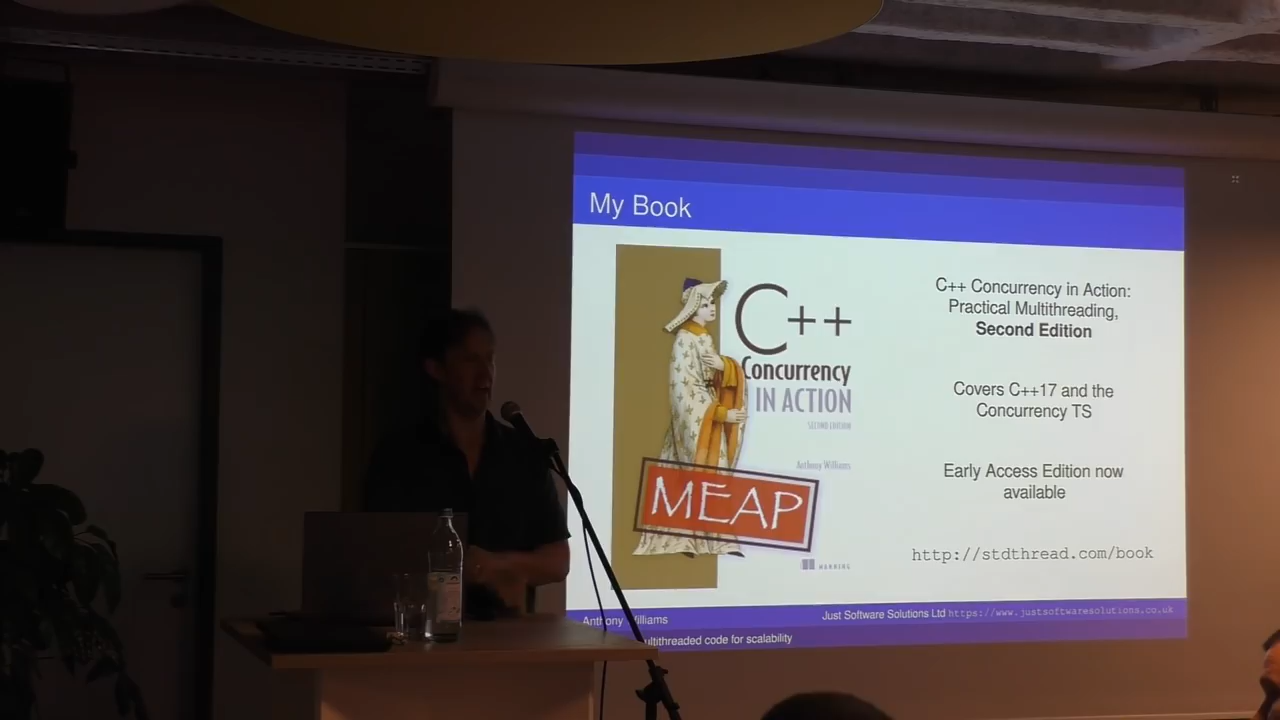 My Book
C++
Concurrency
IN ACTION
SECOND EDITION
Anthony Williams
MEAP
MANNING
C++ Concurrency in Action:
Practical Multithreading,
Second Edition
Covers C++17 and the
Concurrency TS
Early Access Edition now
available
http://stdthread.com/book
Anthony Williams
Just Software Solutions Ltd https://www.justsoftwaresolutions.co.uk
multithreaded code for scalability